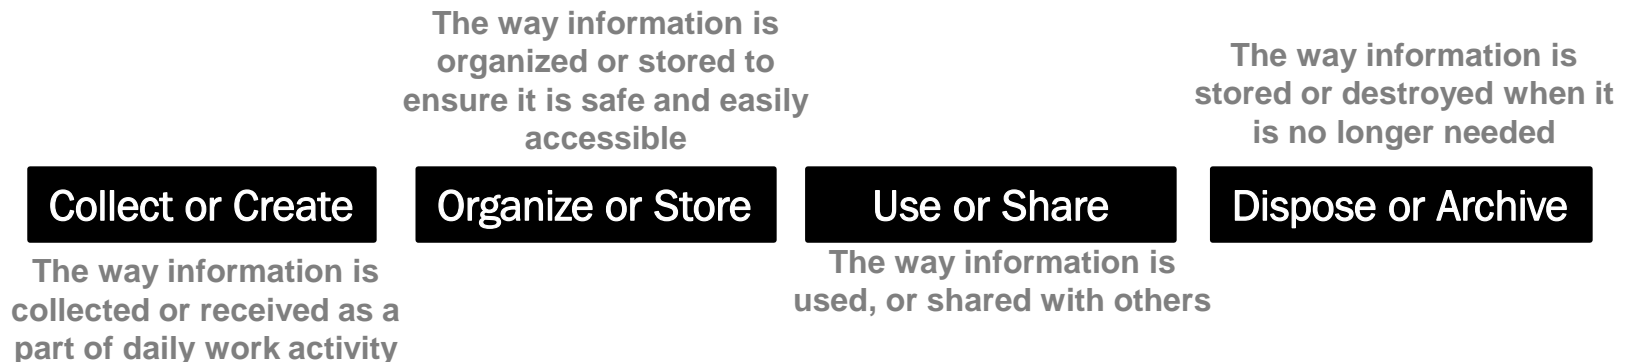 The way information is
organized or stored to
ensure it is safe and easily
accessible
The way information is
stored or destroyed when it
is no longer needed
Collect or Create
Organize or Store
Use or Share
Dispose or Archive
The way information is
collected or received as a
part of daily work activity
The way information is
used, or shared with others